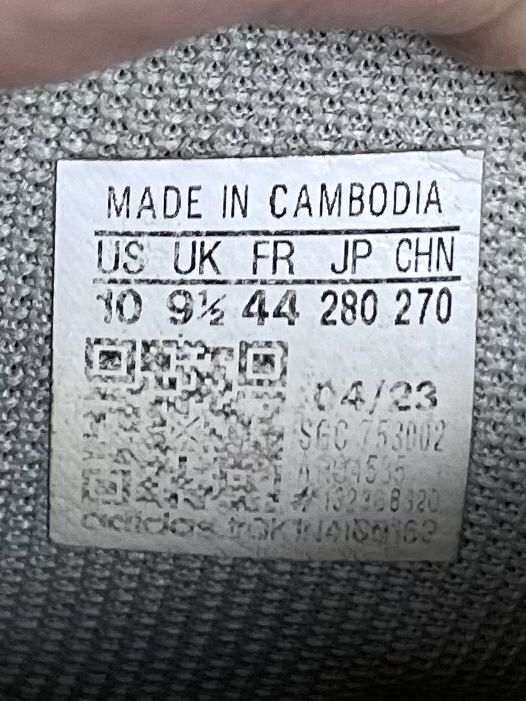 MADE IN CAMBODIA
US UK FR JP CHN
10 9½ 44 280 270
04/23
SGC 753002
adidas